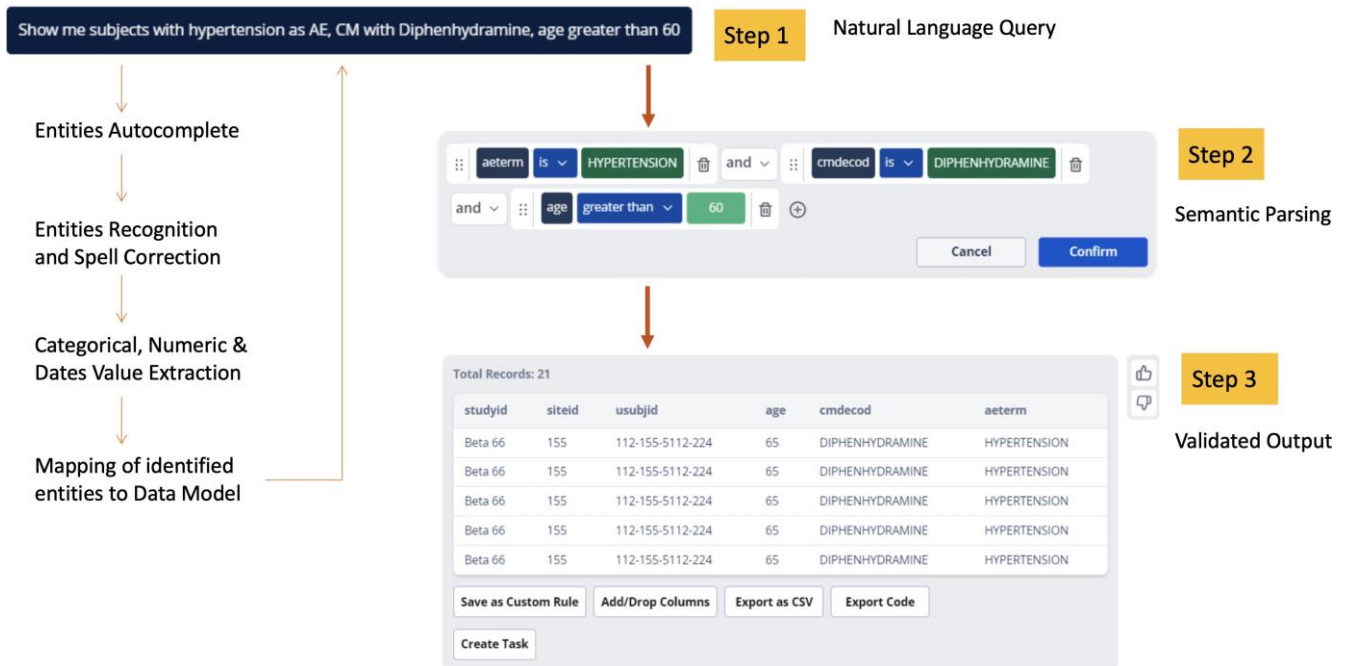 Show me subjects with hypertension as AE, CM with Diphenhydramine, age greater than 60
Step 1
Natural Language Query
Entities Autocomplete
Entities Recognition
and Spell Correction
Categorical, Numeric &
Dates Value Extraction
Mapping of identified
entities to Data Model
aeterm is HYPERTENSION and cmdecod is DIPHENHYDRAMINE
and age greater than 60
Cancel Confirm
Step 2
Semantic Parsing
Total Records: 21
studyid siteid usubjid age cmdecod aeterm
Beta 66 155 112-155-5112-224 65 DIPHENHYDRAMINE HYPERTENSION
Beta 66 155 112-155-5112-224 65 DIPHENHYDRAMINE HYPERTENSION
Beta 66 155 112-155-5112-224 65 DIPHENHYDRAMINE HYPERTENSION
Beta 66 155 112-155-5112-224 65 DIPHENHYDRAMINE HYPERTENSION
Beta 66 155 112-155-5112-224 65 DIPHENHYDRAMINE HYPERTENSION
Save as Custom Rule Add/Drop Columns Export as CSV Export Code
Create Task
Step 3
Validated Output